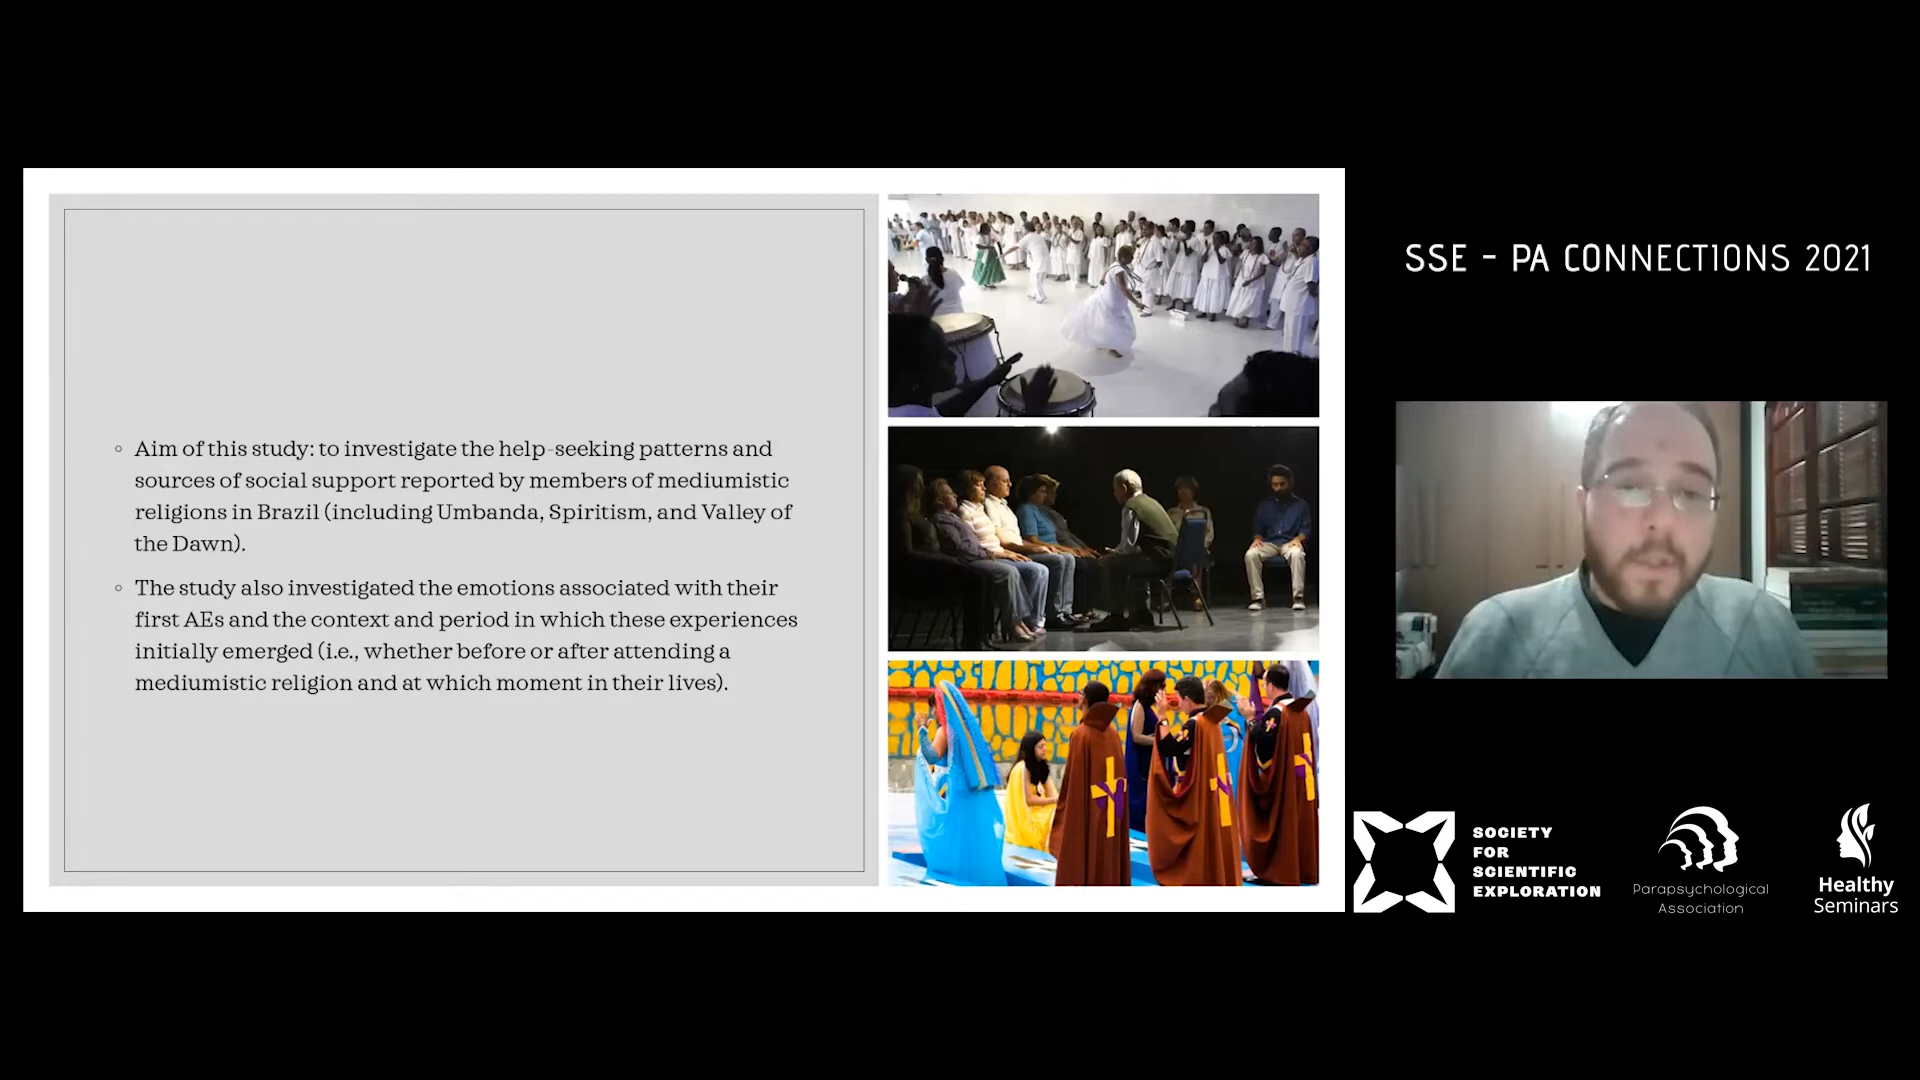 Aim of this study: to investigate the help-seeking patterns and
sources of social support reported by members of mediumistic
religions in Brazil (including Umbanda, Spiritism, and Valley of
the Dawn).
The study also investigated the emotions associated with their
first AEs and the context and period in which these experiences
initially emerged (i.e., whether before or after attending a
mediumistic religion and at which moment in their lives).
SSE - PA CONNECTIONS 2021
SOCIETY
FOR
SCIENTIFIC
EXPLORATION
Parapsychological
Association
Healthy
Seminars